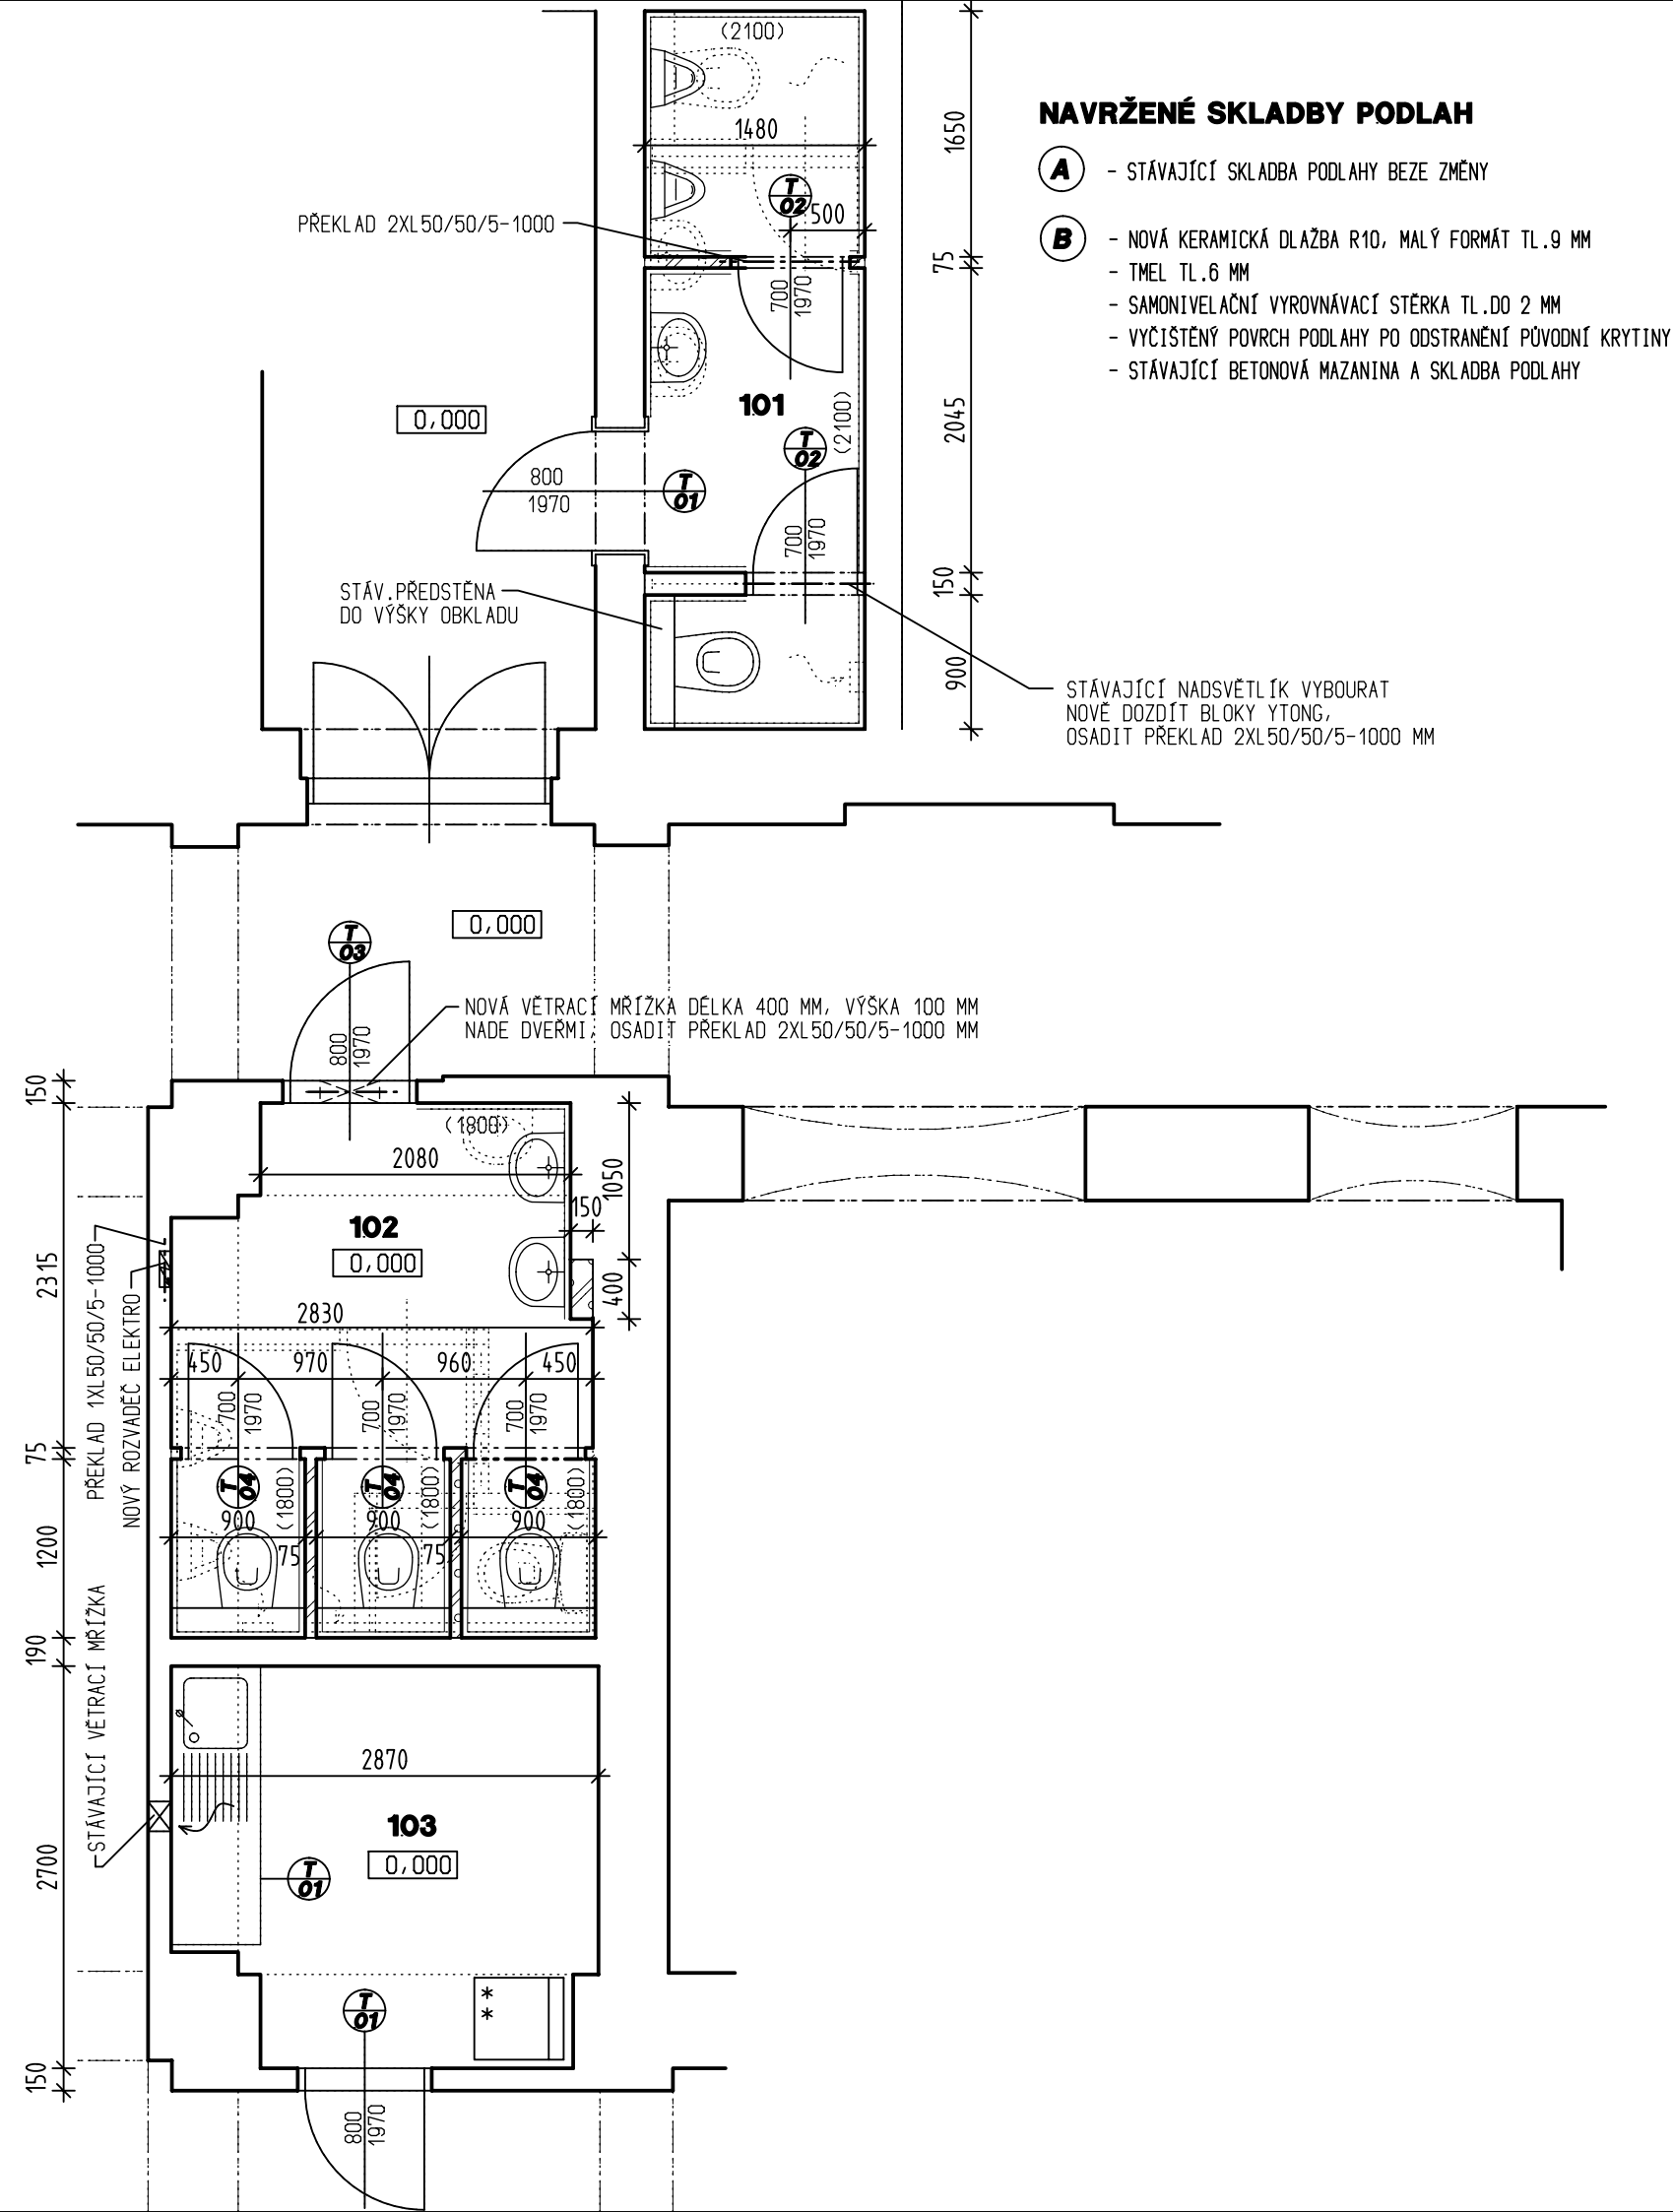 (2100)
1480
1650
T
02
500
PŘEKLAD 2XL50/50/5-1000
75
700
1970
101
(2100)
0,000
2045
T
02
800
1970
T
01
700
1970
150
STÁV.PŘEDSTĚNA
DO VÝŠKY OBKLADU
900
STÁVAJÍCÍ NADSVĚTLÍK VYBOURAT
NOVĚ DOZDÍT BLOKY YTONG,
OSADIT PŘEKLAD 2XL50/50/5-1000 MM
NAVRŽENÉ SKLADBY PODLAH
A
- STÁVAJÍCÍ SKLADBA PODLAHY BEZE ZMĚNY
B
- NOVÁ KERAMICKÁ DLAŽBA R10, MALÝ FORMÁT TL.9 MM
- TMEL TL.6 MM
- SAMONIVELAČNÍ VYROVNÁVACÍ STĚRKA TL.DO 2 MM
- VYČIŠTĚNÝ POVRCH PODLAHY PO ODSTRANĚNÍ PŮVODNÍ KRYTINY
- STÁVAJÍCÍ BETONOVÁ MAZANINA A SKLADBA PODLAHY
0,000
T
03
NOVÁ VĚTRACÍ MŘÍŽKA DÉLKA 400 MM, VÝŠKA 100 MM
NADE DVEŘMI, OSADIT PŘEKLAD 2XL50/50/5-1000 MM
800
1970
150
(1800)
2080
1050
150
102
0,000
2315
400
PŘEKLAD 1XL50/50/5-1000
NOVÝ ROZVADĚČ ELEKTRO
2830
450
970
960
450
700
1970
700
1970
700
1970
75
T
04
(1800)
T
04
(1800)
T
04
(1800)
900
900
900
75
75
1200
190
STÁVAJÍCÍ VĚTRACÍ MŘÍŽKA
2870
103
0,000
2700
T
01
*
*
T
01
150
800
1970